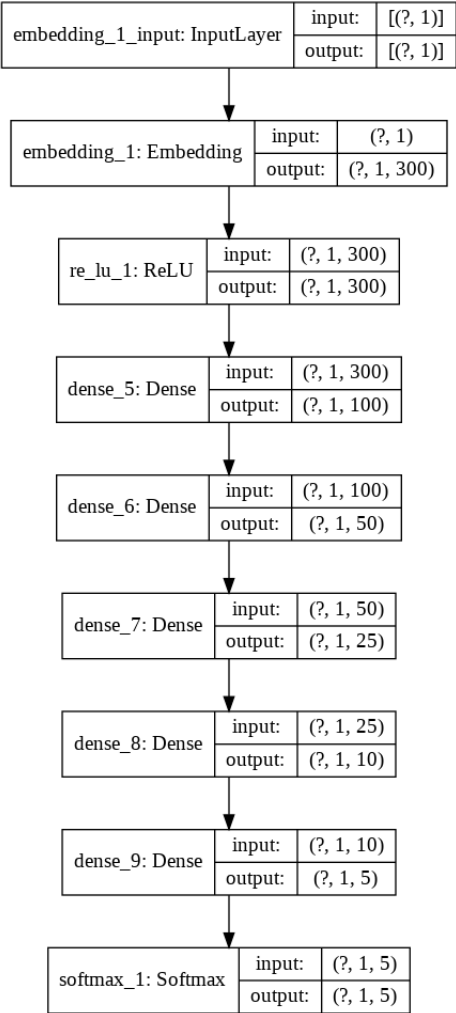 embedding_1_input: InputLayer
input: [(?, 1)]
output: [(?, 1)]
embedding_1: Embedding
input: (?, 1)
output: (?, 1, 300)
re_lu_1: ReLU
input: (?, 1, 300)
output: (?, 1, 300)
dense_5: Dense
input: (?, 1, 300)
output: (?, 1, 100)
dense_6: Dense
input: (?, 1, 100)
output: (?, 1, 50)
dense_7: Dense
input: (?, 1, 50)
output: (?, 1, 25)
dense_8: Dense
input: (?, 1, 25)
output: (?, 1, 10)
dense_9: Dense
input: (?, 1, 10)
output: (?, 1, 5)
softmax_1: Softmax
input: (?, 1, 5)
output: (?, 1, 5)